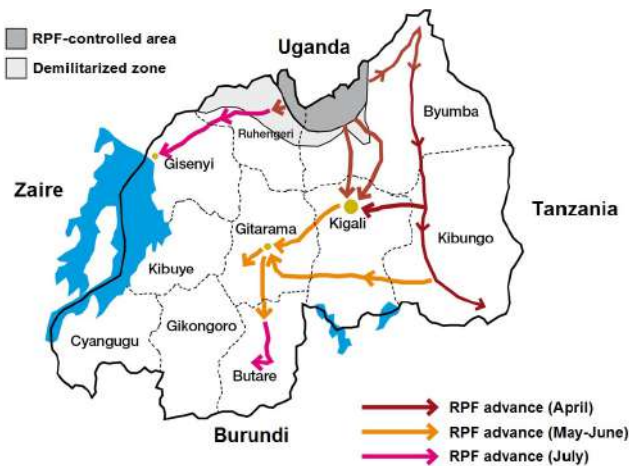 RPF-controlled area
Demilitarized zone
Uganda
Byumba
Ruhengeri
Gisenyi
Zaire
Tanzania
Gitarama
Kigali
Kibungo
Kibuye
Gikongoro
Cyangugu
Butare
Burundi
RPF advance (April)
RPF advance (May-June)
RPF advance (July)